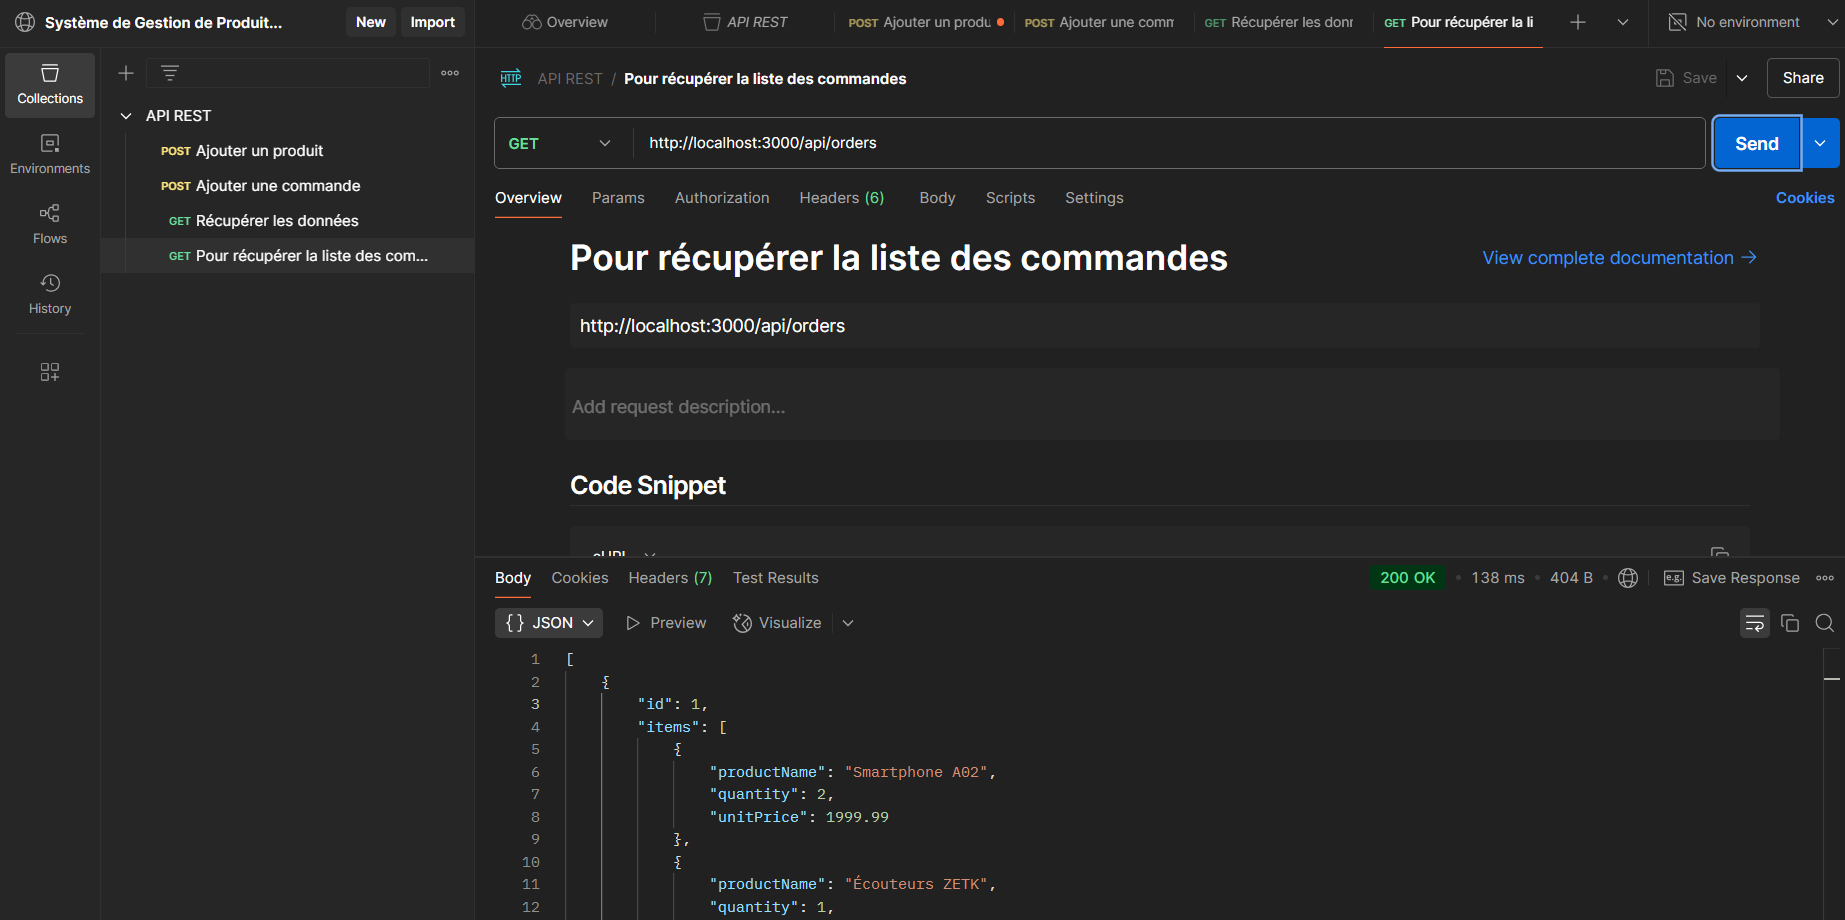 Système de Gestion de Produit...
New
Import
Overview
API REST
POST Ajouter un produ
POST Ajouter une comm
GET Récupérer les donr
GET Pour récupérer la li
No environment
Collections
Environments
Flows
History
API REST
POST Ajouter un produit
POST Ajouter une commande
GET Récupérer les données
GET Pour récupérer la liste des com...
HTTP API REST / Pour récupérer la liste des commandes
Save
Share
GET
http://localhost:3000/api/orders
Send
Overview
Params
Authorization
Headers (6)
Body
Scripts
Settings
Cookies
Pour récupérer la liste des commandes
View complete documentation →
http://localhost:3000/api/orders
Add request description...
Code Snippet
cURL
Body
Cookies
Headers (7)
Test Results
200 OK • 138 ms • 404 B •
e.g. Save Response
{} JSON
Preview
Visualize
1 [
2 {
3 "id": 1,
4 "items": [
5 {
6 "productName": "Smartphone A02",
7 "quantity": 2,
8 "unitPrice": 1999.99
9 },
10 {
11 "productName": "Écouteurs ZETK",
12 "quantity": 1,